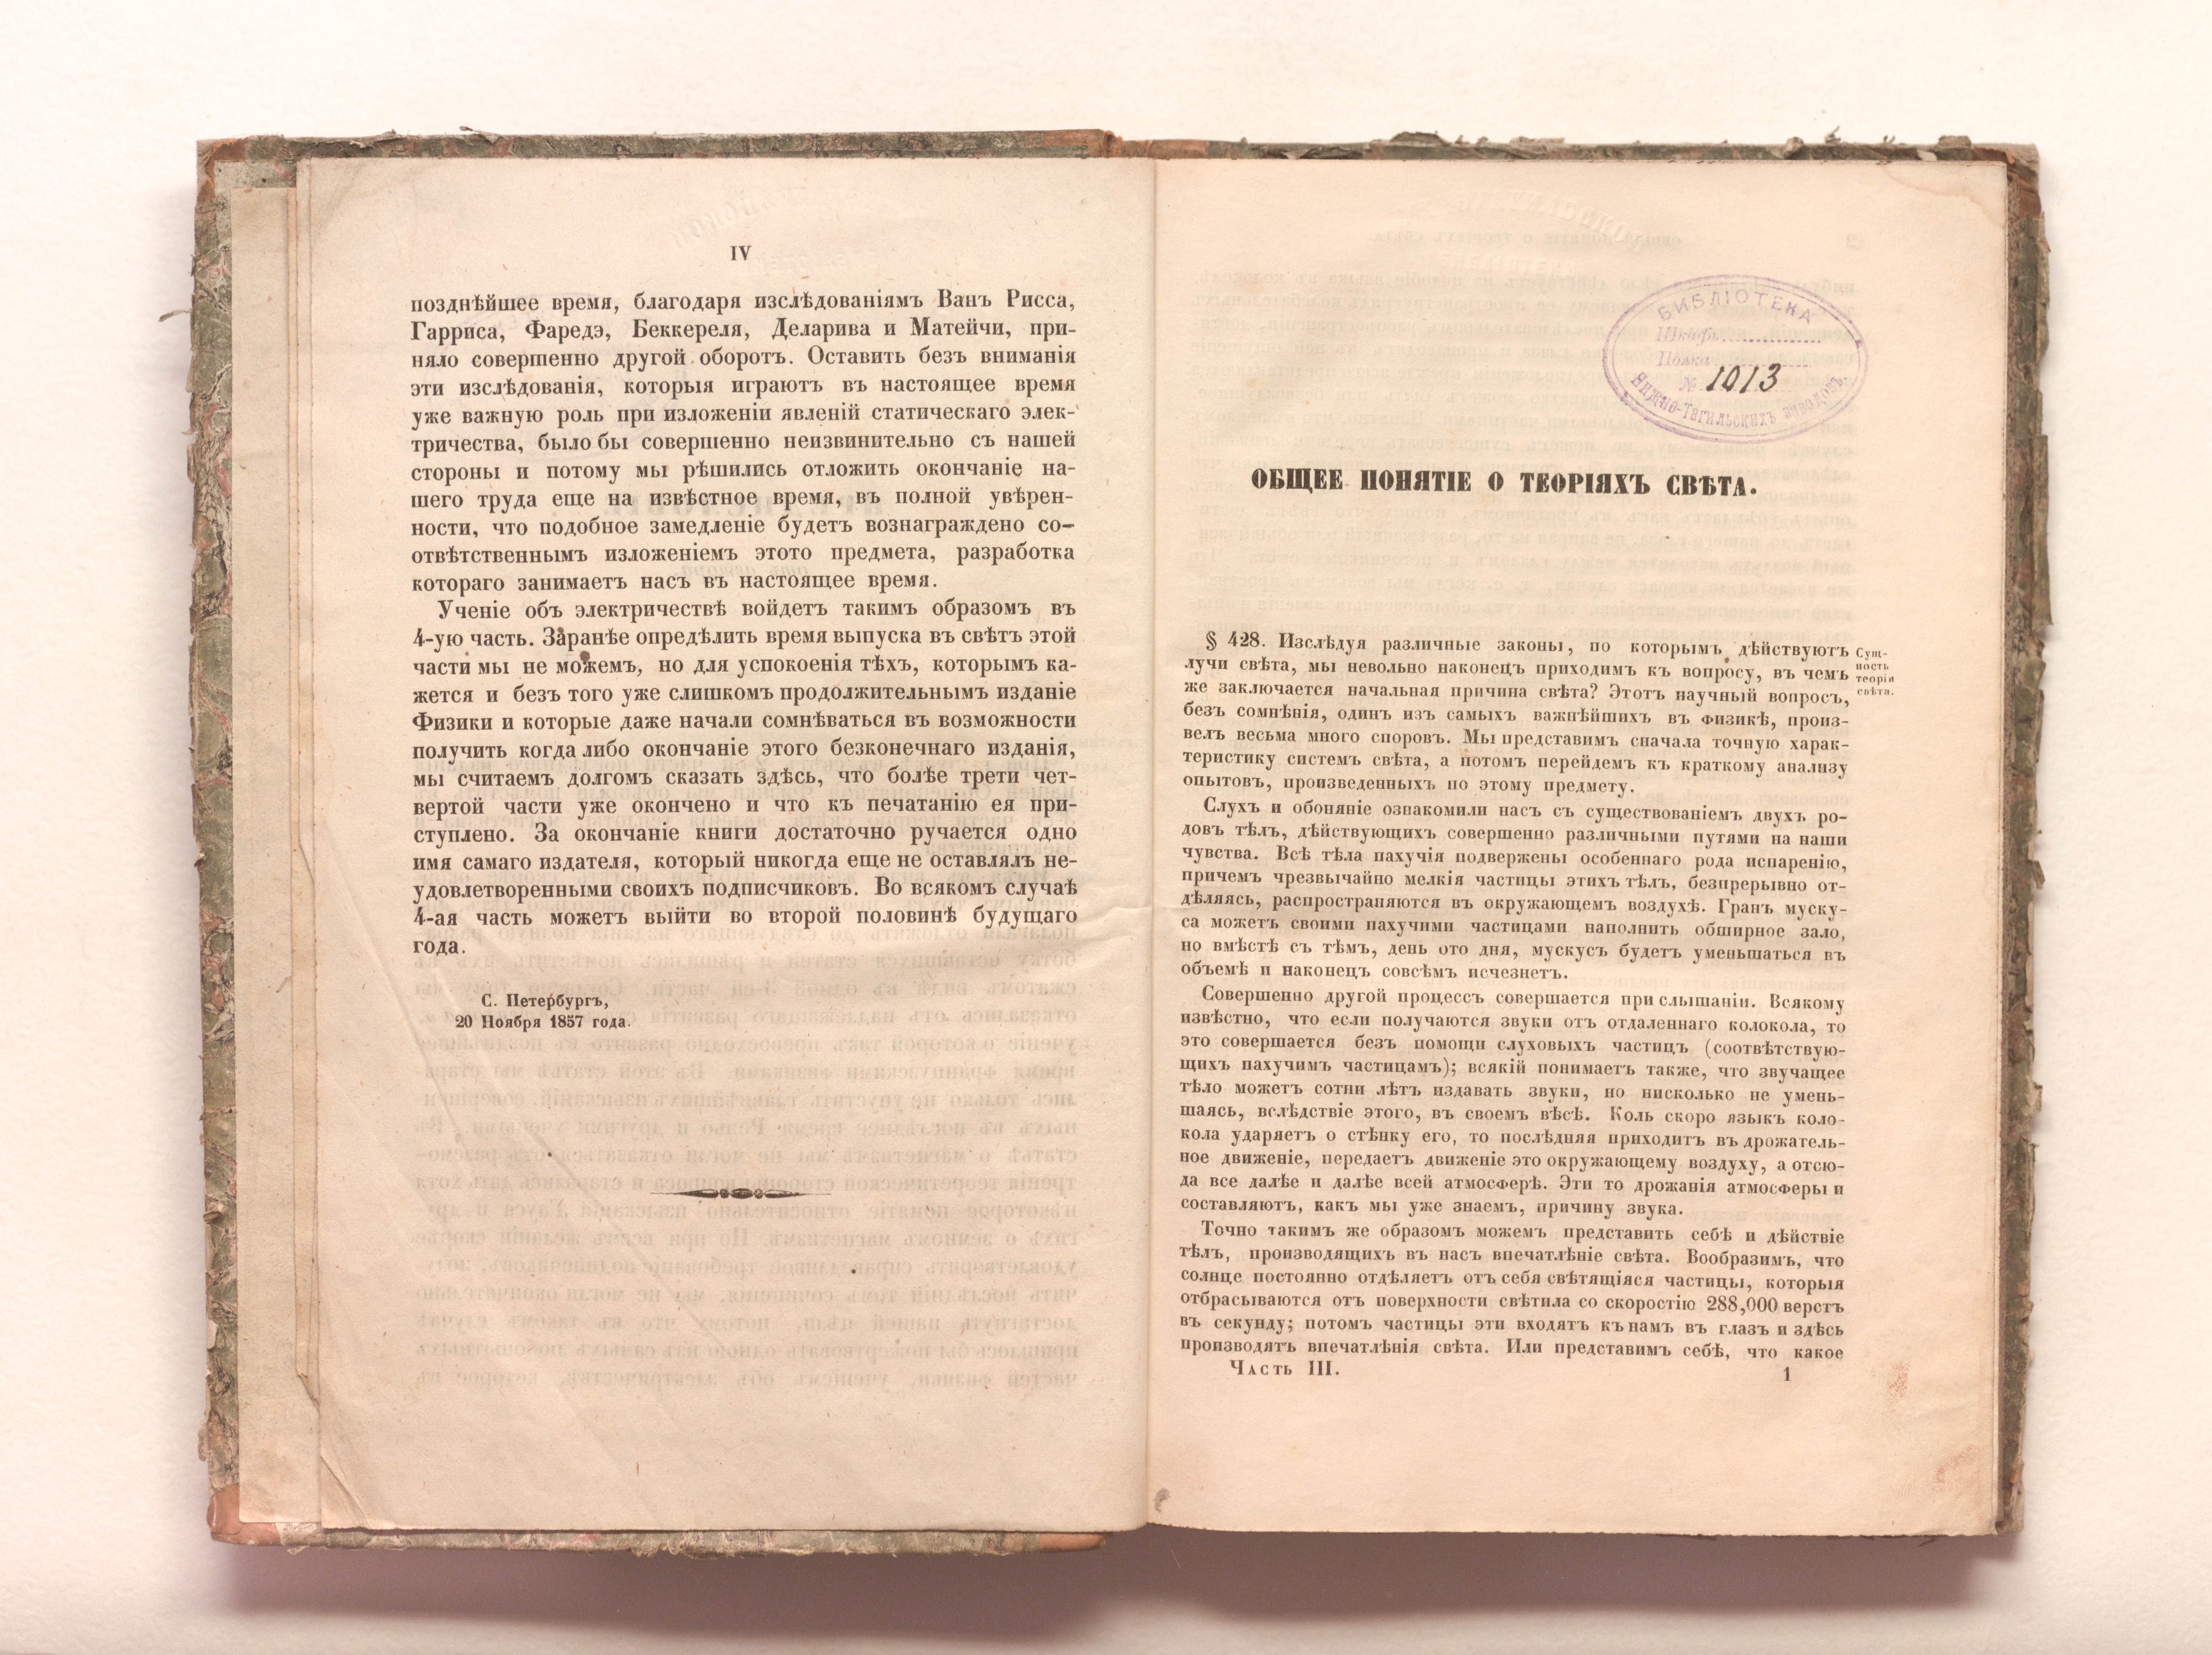 IV
позднѣйшее время, благодаря изслѣдованіямъ Ванъ Рисса,
Гарриса, Фаредэ, Беккереля, Деларива и Матейчи, при-
няло совершенно другой оборотъ. Оставить безъ вниманія
эти изслѣдованія, которыя играютъ въ настоящее время
уже важную роль при изложеніи явленій статическаго элек-
тричества, было бы совершенно неизвинительно съ нашей
стороны и потому мы рѣшились отложить окончаніе на-
шего труда еще на извѣстное время, въ полной увѣрен-
ности, что подобное замедленіе будетъ вознаграждено со-
отвѣтственнымъ изложеніемъ этото предмета, разработка
котораго занимаетъ насъ въ настоящее время.
Ученіе объ электричествѣ войдетъ такимъ образомъ въ
4-ую часть. Заранѣе опредѣлить время выпуска въ свѣтъ этой
части мы не можемъ, но для успокоенія тѣхъ, которымъ ка-
жется и безъ того уже слишкомъ продолжительнымъ изданіе
Физики и которые даже начали сомнѣваться въ возможности
получить когда либо окончаніе этого безконечнаго изданія,
мы считаемъ долгомъ сказать здѣсь, что болѣе трети чет-
вертой части уже окончено и что къ печатанію ея при-
ступлено. За окончаніе книги достаточно ручается одно
имя самаго издателя, который никогда еще не оставлялъ не-
удовлетворенными своихъ подписчиковъ. Во всякомъ случаѣ
4-ая часть можетъ выйти во второй половинѣ будущаго
года.
С. Петербургъ,
20 Ноября 1857 года.
БИБЛІОТЕКА
Шкафъ
Полка
№ 1013
Нижне-Тагильскихъ заводовъ.
ОБЩЕЕ ПОНЯТІЕ О ТЕОРІЯХЪ СВѢТА.
§ 428. Изслѣдуя различные законы, по которымъ дѣйствуютъ
лучи свѣта, мы невольно наконецъ приходимъ къ вопросу, въ чемъ
же заключается начальная причина свѣта? Этотъ научный вопросъ,
безъ сомнѣнія, одинъ изъ самыхъ важнѣйшихъ въ Физикѣ, произ-
велъ весьма много споровъ. Мы представимъ сначала точную харак-
теристику системъ свѣта, а потомъ перейдемъ къ краткому анализу
опытовъ, произведенныхъ по этому предмету.
Сущ-
ность
теоріи
свѣта.
Слухъ и обоняніе ознакомили насъ съ существованіемъ двухъ ро-
довъ тѣлъ, дѣйствующихъ совершенно различными путями на наши
чувства. Всѣ тѣла пахучія подвержены особеннаго рода испаренію,
причемъ чрезвычайно мелкія частицы этихъ тѣлъ, безпрерывно от-
дѣляясь, распространяются въ окружающемъ воздухѣ. Гранъ муску-
са можетъ своими пахучими частицами наполнить обширное зало,
но вмѣстѣ съ тѣмъ, день ото дня, мускусъ будетъ уменьшаться въ
объемѣ и наконецъ совсѣмъ исчезнетъ.
Совершенно другой процессъ совершается при слышаніи. Всякому
извѣстно, что если получаются звуки отъ отдаленнаго колокола, то
это совершается безъ помощи слуховыхъ частицъ (соотвѣтствую-
щихъ пахучимъ частицамъ); всякій понимаетъ также, что звучащее
тѣло можетъ сотни лѣтъ издавать звуки, но нисколько не умень-
шаясь, вслѣдствіе этого, въ своемъ вѣсѣ. Коль скоро языкъ коло-
кола ударяетъ о стѣнку его, то послѣдняя приходитъ въ дрожатель-
ное движеніе, передаетъ движеніе это окружающему воздуху, а отсю-
да все далѣе и далѣе всей атмосферѣ. Эти то дрожанія атмосферы и
составляютъ, какъ мы уже знаемъ, причину звука.
Точно такимъ же образомъ можемъ представить себѣ и дѣйствіе
тѣлъ, производящихъ въ насъ впечатлѣніе свѣта. Вообразимъ, что
солнце постоянно отдѣляетъ отъ себя свѣтящіяся частицы, которыя
отбрасываются отъ поверхности свѣтила со скоростію 288,000 верстъ
въ секунду; потомъ частицы эти входятъ къ намъ въ глазъ и здѣсь
производятъ впечатлѣнія свѣта. Или представимъ себѣ, что какое
Часть III.
1